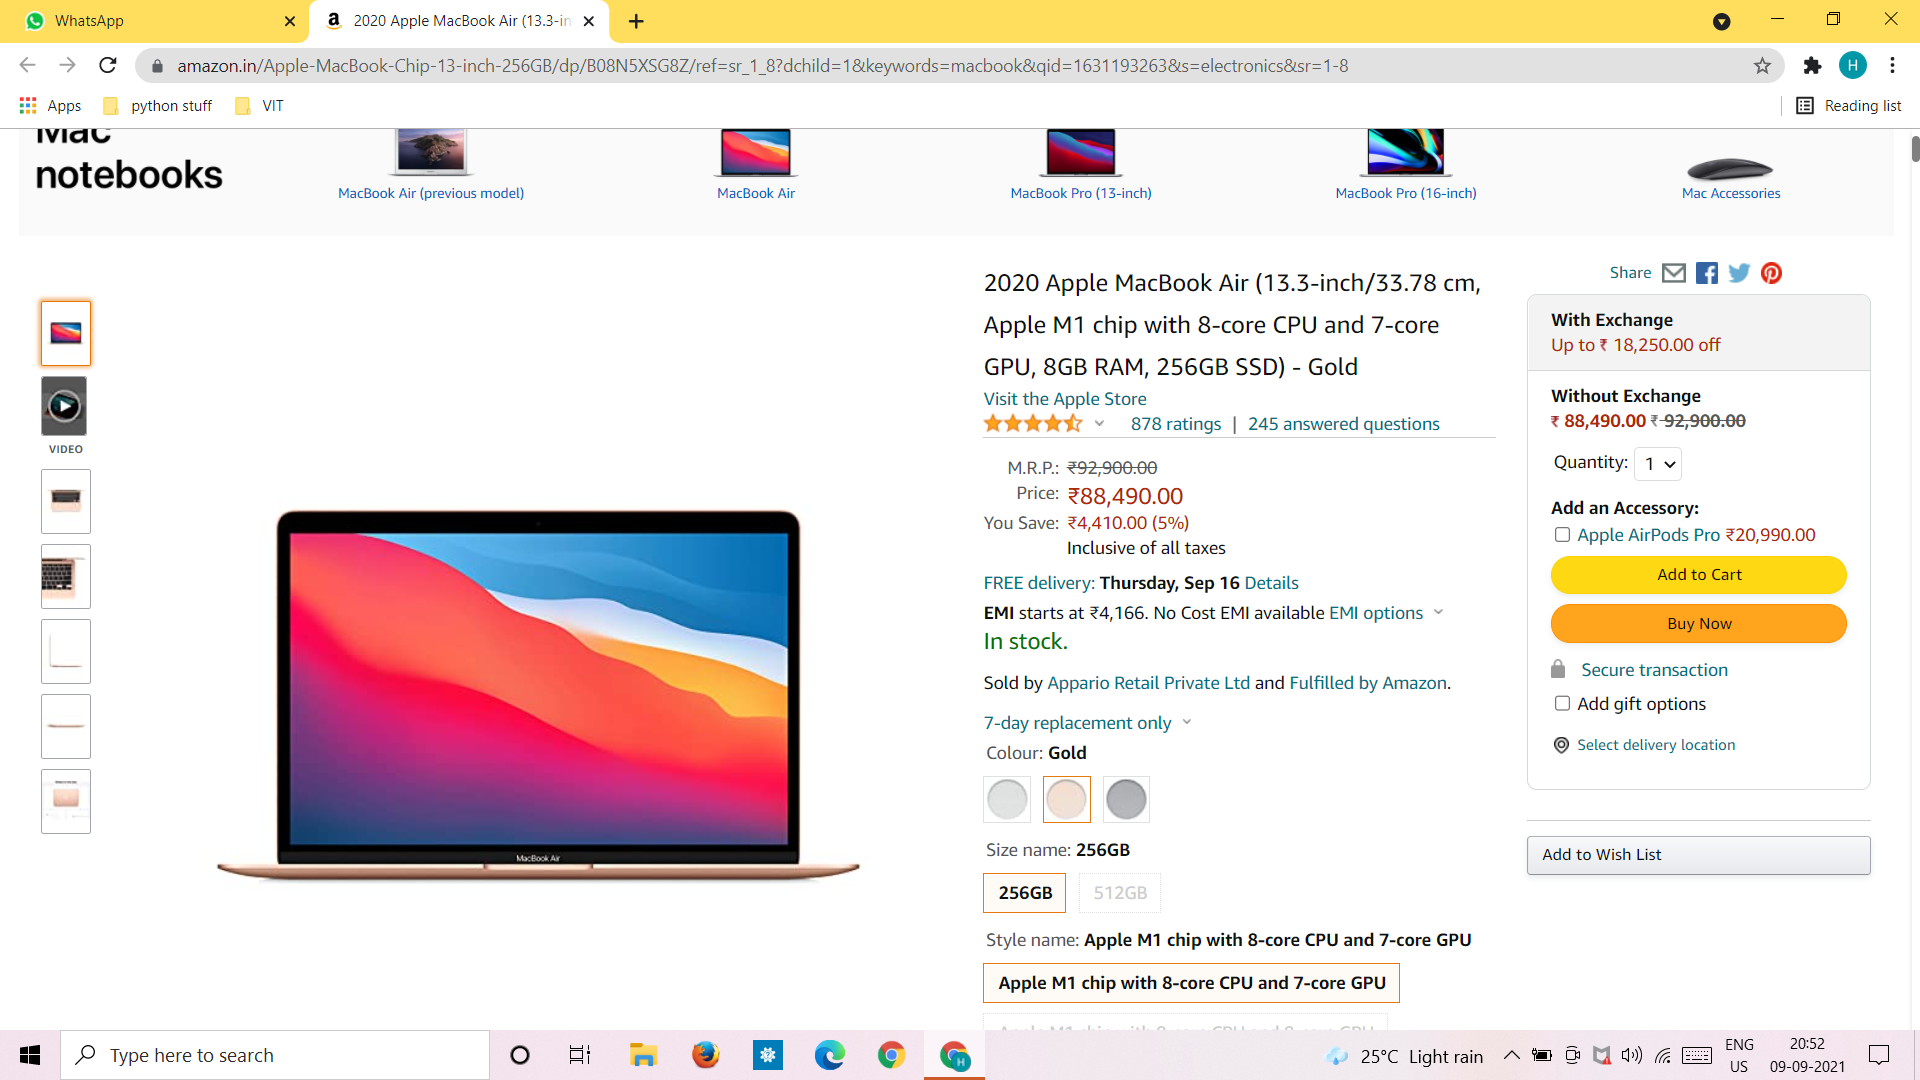 WhatsApp
2020 Apple MacBook Air (13.3-in
amazon.in/Apple-MacBook-Chip-13-inch-256GB/dp/B08N5XSG8Z/ref=sr_1_8?dchild=1&keywords=macbook&qid=1631193263&s=electronics&sr=1-8
H
Apps
python stuff
VIT
Reading list
Mac
notebooks
MacBook Air (previous model)
MacBook Air
MacBook Pro (13-inch)
MacBook Pro (16-inch)
Mac Accessories
VIDEO
MacBook Air
2020 Apple MacBook Air (13.3-inch/33.78 cm,
Apple M1 chip with 8-core CPU and 7-core
GPU, 8GB RAM, 256GB SSD) - Gold
Visit the Apple Store
878 ratings | 245 answered questions
M.R.P.: ₹92,900.00
Price: ₹88,490.00
You Save: ₹4,410.00 (5%)
Inclusive of all taxes
FREE delivery: Thursday, Sep 16 Details
EMI starts at ₹4,166. No Cost EMI available EMI options
In stock.
Sold by Appario Retail Private Ltd and Fulfilled by Amazon.
7-day replacement only
Colour: Gold
Size name: 256GB
256GB
512GB
Style name: Apple M1 chip with 8-core CPU and 7-core GPU
Apple M1 chip with 8-core CPU and 7-core GPU
Share
With Exchange
Up to ₹ 18,250.00 off
Without Exchange
₹ 88,490.00 ₹ 92,900.00
Quantity: 1
Add an Accessory:
Apple AirPods Pro ₹20,990.00
Add to Cart
Buy Now
Secure transaction
Add gift options
Select delivery location
Add to Wish List
Type here to search
H
25°C Light rain
ENG
US
20:52
09-09-2021